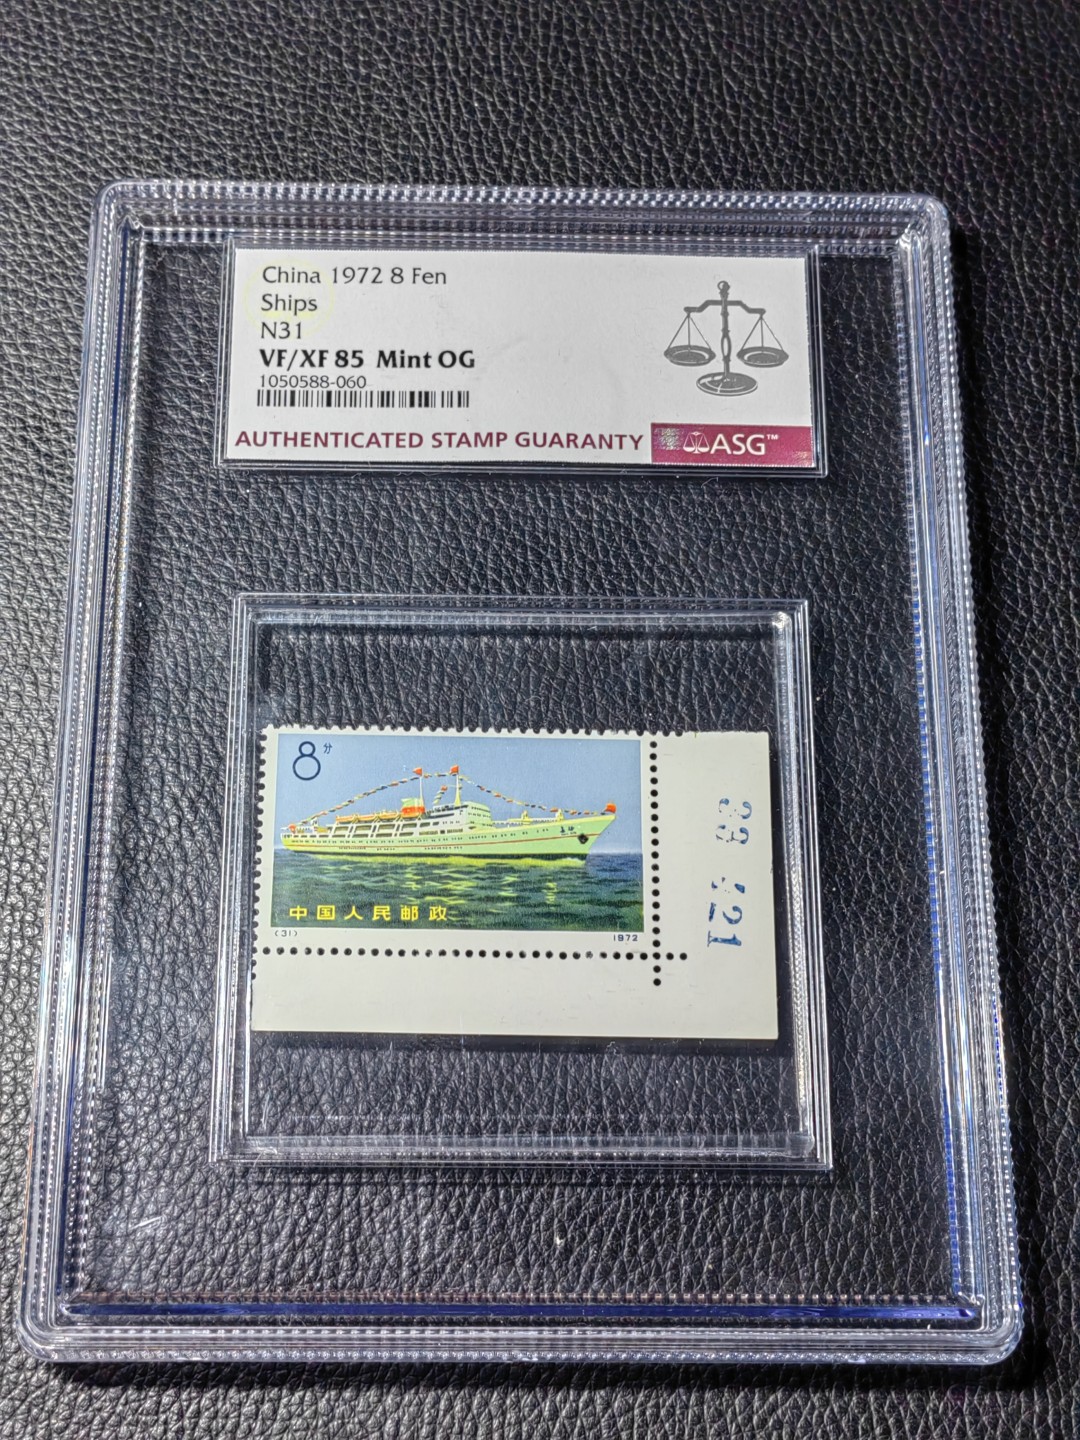 China 1972 8 Fen
Ships
N31
VF/XF 85 Mint OG
1050588-060
AUTHENTICATED STAMP GUARANTY
ASG™
8分
中国人民邮政
(31)
1972